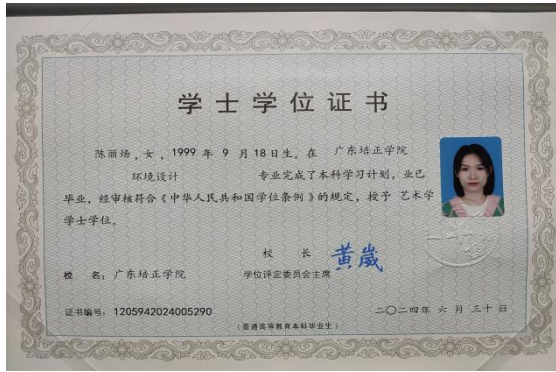 学士学位证书
陈丽炀，女，1999 年 9 月 18 日生。在 广东培正学院
环境设计 专业完成了本科学习计划，业已
毕业，经审核符合《中华人民共和国学位条例》的规定，授予 艺术学
学士学位。
校 长 黄崴
校 名：广东培正学院 学位评定委员会主席
证书编号：1205942024005290 二〇二四年 六 月 三十 日
（普通高等教育本科毕业生）